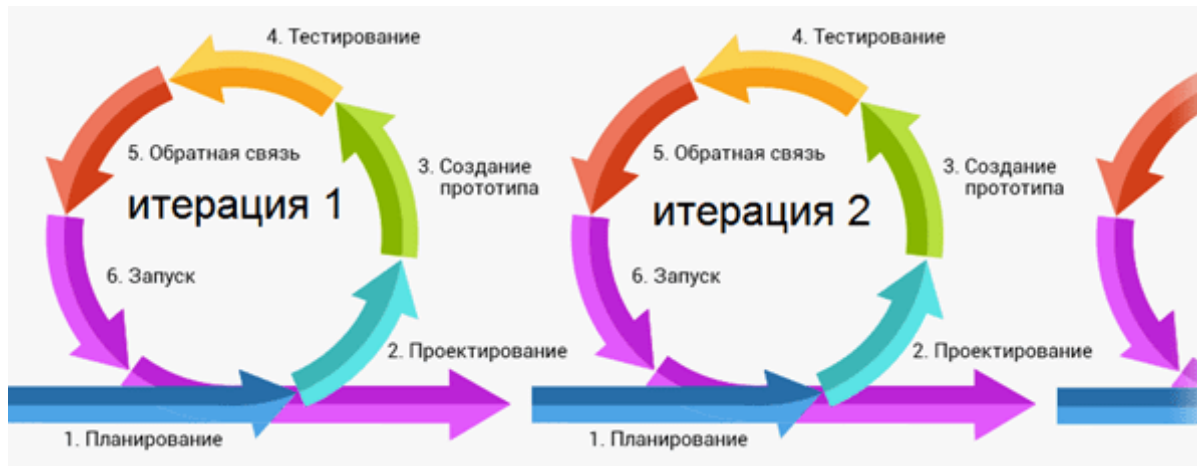 4. Тестирование
5. Обратная связь
3. Создание
прототипа
итерация 1
6. Запуск
2. Проектирование
1. Планирование
4. Тестирование
5. Обратная связь
3. Создание
прототипа
итерация 2
6. Запуск
2. Проектирование
1. Планирование